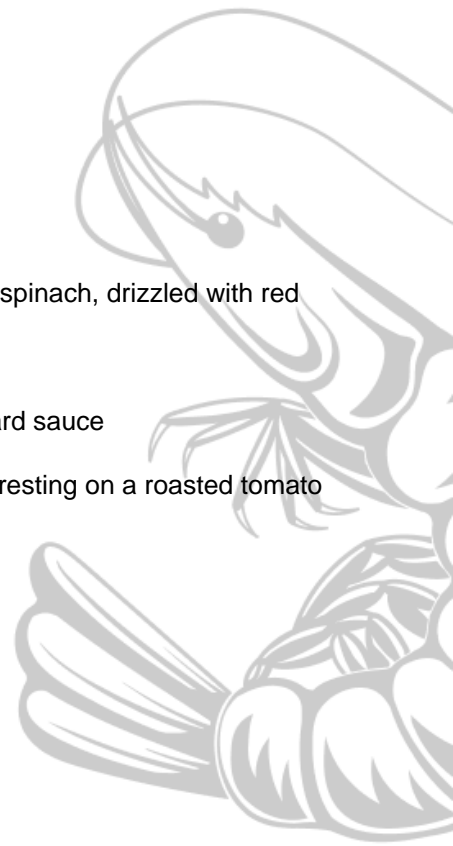 spinach, drizzled with red
ard sauce
resting on a roasted tomato